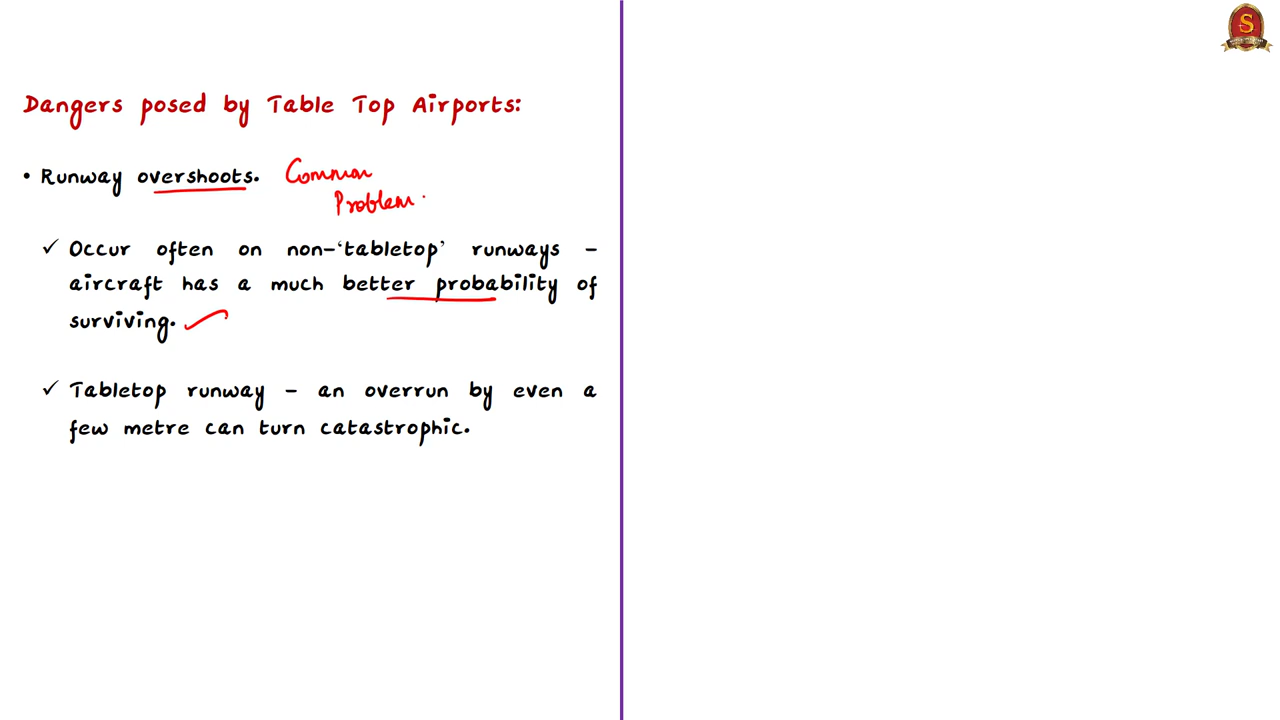 Dangers posed by Table Top Airports:
• Runway overshoots. Common
Problem.
✓ Occur often on non-‘tabletop’ runways –
aircraft has a much better probability of
surviving.
✓ Tabletop runway – an overrun by even a
few metre can turn catastrophic.
S